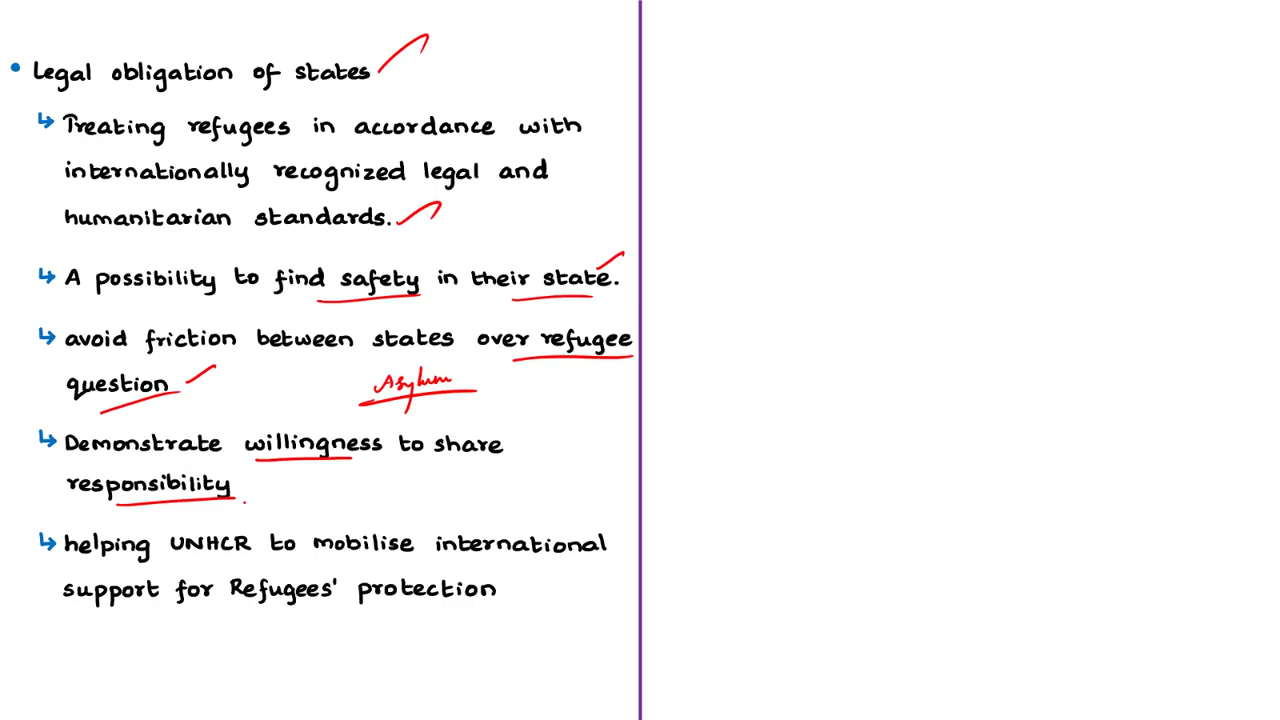 • Legal obligation of states
↳ Treating refugees in accordance with
internationally recognized legal and
humanitarian standards.
↳ A possibility to find safety in their state.
↳ avoid friction between states over refugee
question
Asylum
↳ Demonstrate willingness to share
responsibility
↳ helping UNHCR to mobilise international
support for Refugees' protection